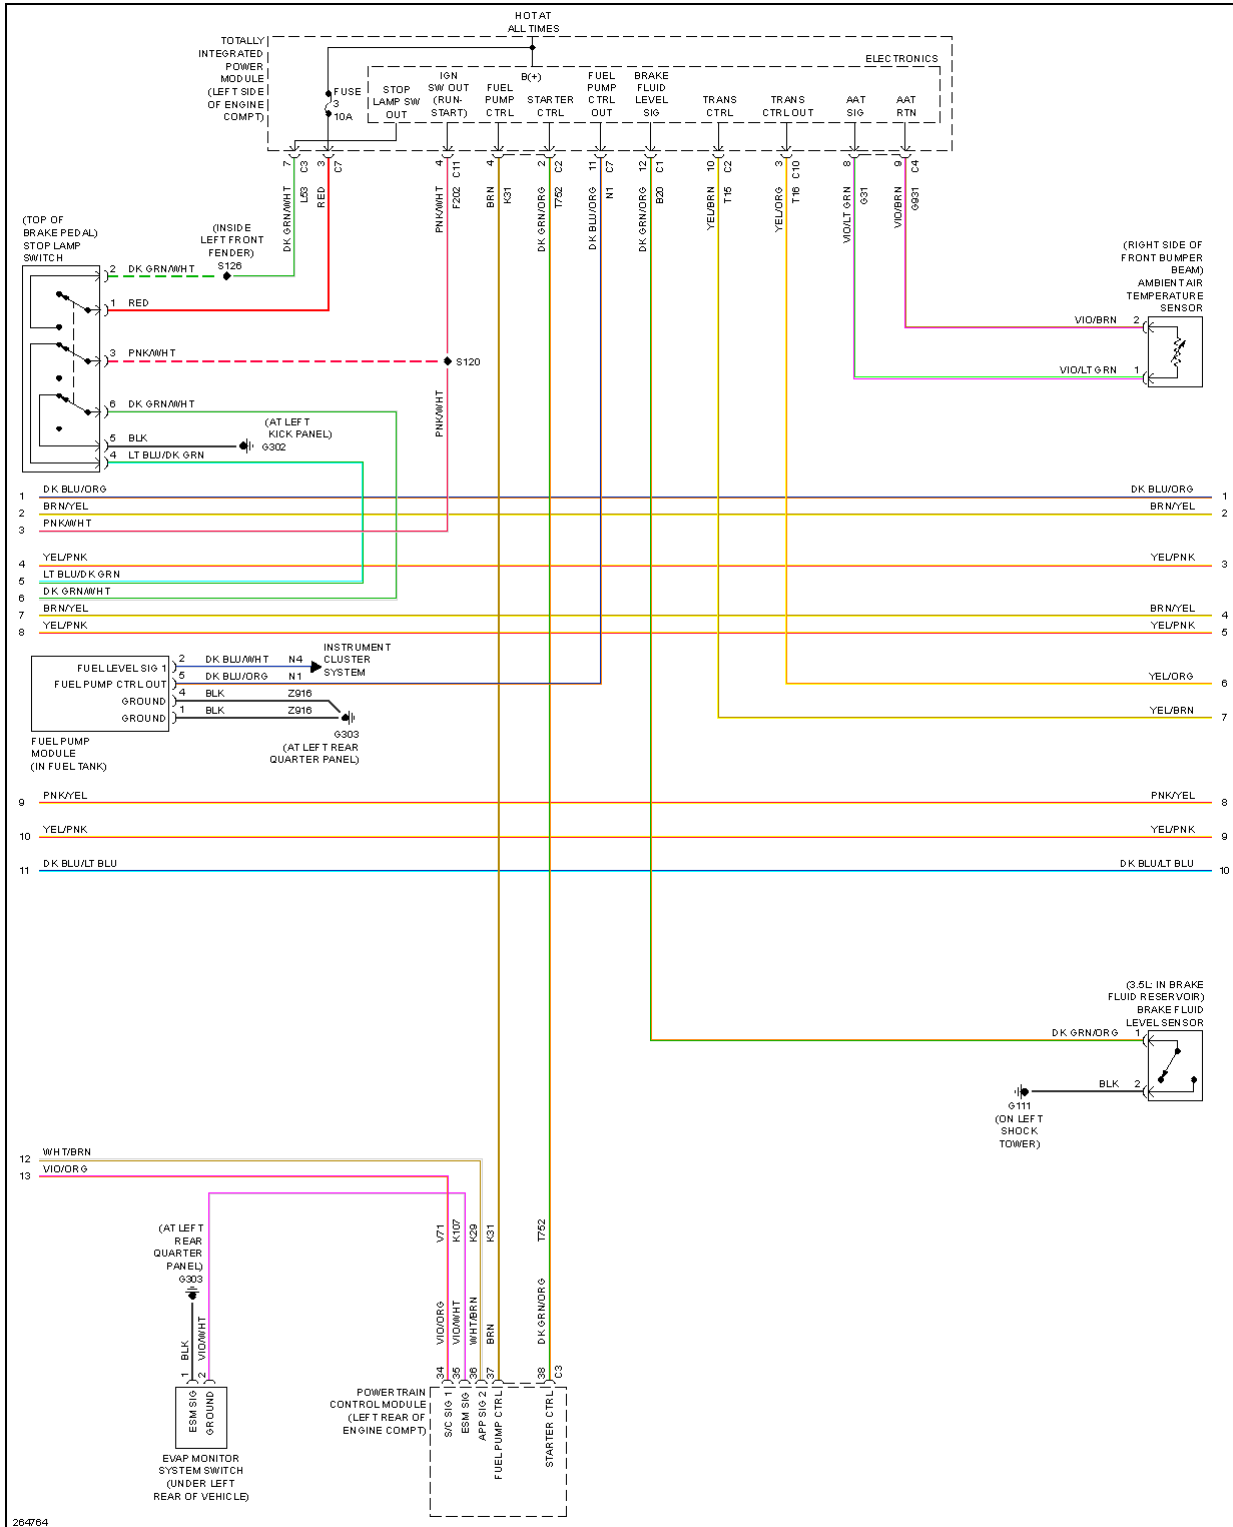 HOT AT
ALL TIMES
TOTALLY
INTEGRATED
POWER
MODULE
(LEFT SIDE
OF ENGINE
COMPT)
ELECTRONICS
FUSE
3
10A
STOP
LAMP SW
OUT
IGN
SW OUT
(RUN-
START)
FUEL
PUMP
CTRL
B(+)
STARTER
CTRL
FUEL
PUMP
CTRL
OUT
BRAKE
FLUID
LEVEL
SIG
TRANS
CTRL
TRANS
CTRL OUT
AAT
SIG
AAT
RTN
7 C3
3 C7
4 C11
4
2 C2
11 C7
12 C1
10 C2
3 C10
8
9 C4
DK GRN/WHT L53
RED
PNK/WHT F202
BRN K31
DK GRN/ORG T752
DK BLU/ORG N1
DK GRN/ORG B20
YEL/BRN T15
YEL/ORG T16
VIO/LT GRN G31
VIO/BRN G931
(TOP OF
BRAKE PEDAL)
STOP LAMP
SWITCH
(INSIDE
LEFT FRONT
FENDER)
S126
2 DK GRN/WHT
1 RED
3 PNK/WHT
S120
6 DK GRN/WHT
5 BLK
4 LT BLU/DK GRN
(AT LEFT
KICK PANEL)
G302
PNK/WHT
(RIGHT SIDE OF
FRONT BUMPER
BEAM)
AMBIENT AIR
TEMPERATURE
SENSOR
VIO/BRN 2
VIO/LT GRN 1
1 DK BLU/ORG DK BLU/ORG 1
2 BRN/YEL BRN/YEL 2
3 PNK/WHT
4 YEL/PNK YEL/PNK 3
5 LT BLU/DK GRN
6 DK GRN/WHT
7 BRN/YEL BRN/YEL 4
8 YEL/PNK YEL/PNK 5
FUEL LEVEL SIG 1 2 DK BLU/WHT N4
INSTRUMENT
CLUSTER
SYSTEM
FUEL PUMP CTRL OUT 5 DK BLU/ORG N1
GROUND 4 BLK Z916
GROUND 1 BLK Z916
YEL/ORG 6
YEL/BRN 7
G303
(AT LEFT REAR
QUARTER PANEL)
FUEL PUMP
MODULE
(IN FUEL TANK)
9 PNK/YEL PNK/YEL 8
10 YEL/PNK YEL/PNK 9
11 DK BLU/LT BLU DK BLU/LT BLU 10
(3.5L: IN BRAKE
FLUID RESERVOIR)
BRAKE FLUID
LEVEL SENSOR
DK GRN/ORG 1
BLK 2
G111
(ON LEFT
SHOCK
TOWER)
12 WHT/BRN
13 VIO/ORG
(AT LEFT
REAR
QUARTER
PANEL)
G303
V71
K107
K29
K31
T752
BLK
VIO/WHT
VIO/ORG
VIO/WHT
WHT/BRN
BRN
DK GRN/ORG
1
2
34
35
36
37
38 C3
ESM SIG
GROUND
POWERTRAIN
CONTROL MODULE
(LEFT REAR OF
ENGINE COMPT)
S/C SIG 1
ESM SIG
APP SIG 2
FUEL PUMP CTRL
STARTER CTRL
EVAP MONITOR
SYSTEM SWITCH
(UNDER LEFT
REAR OF VEHICLE)
264764